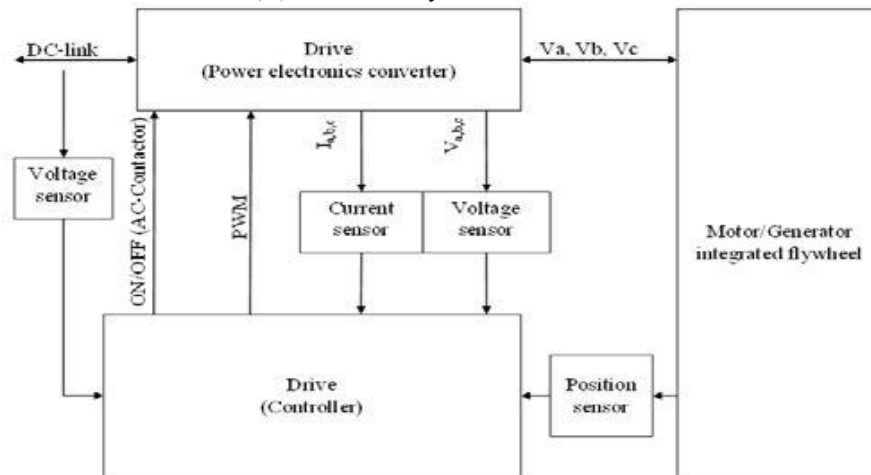 DC-link
Drive
(Power electronics converter)
Va, Vb, Vc
Voltage
sensor
ON/OFF (AC-Contactor)
PWM
Ia,b,c
Va,b,c
Current
sensor
Voltage
sensor
Motor/Generator
integrated flywheel
Drive
(Controller)
Position
sensor